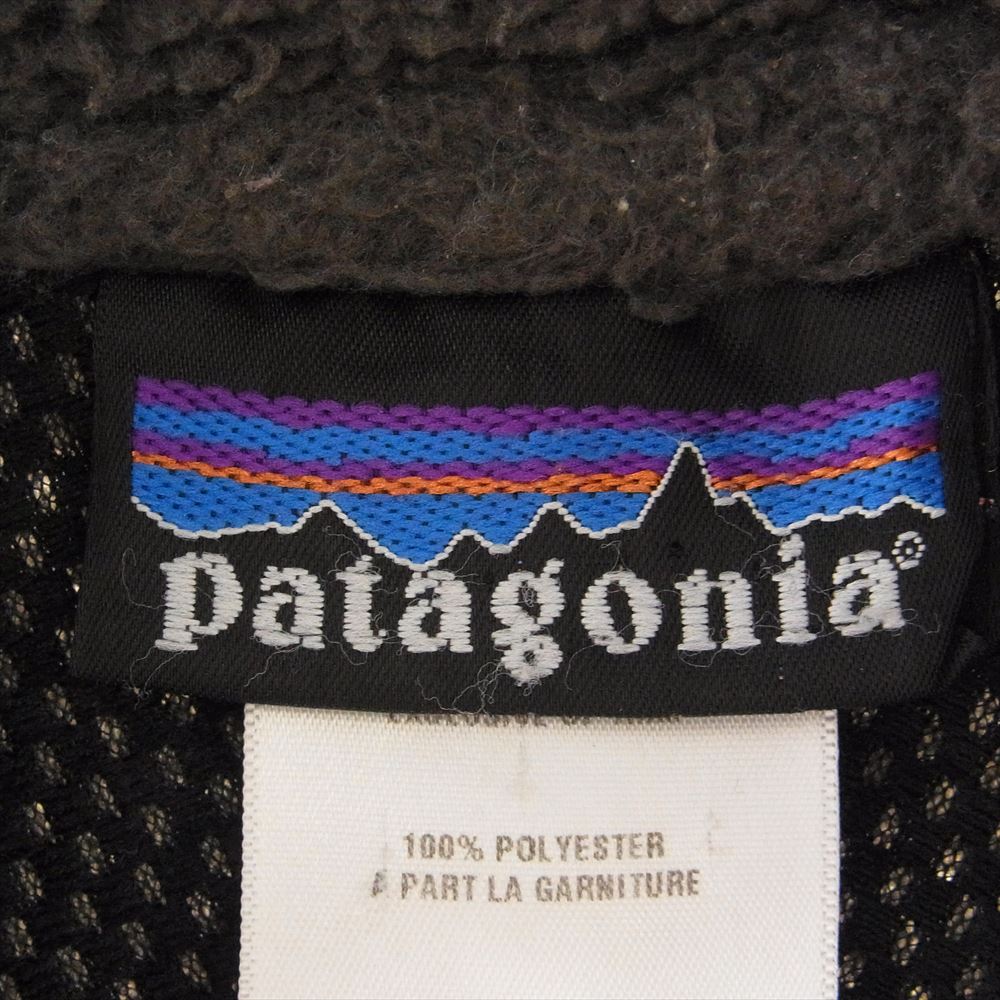 patagonia®
100% POLYESTER
À PART LA GARNITURE